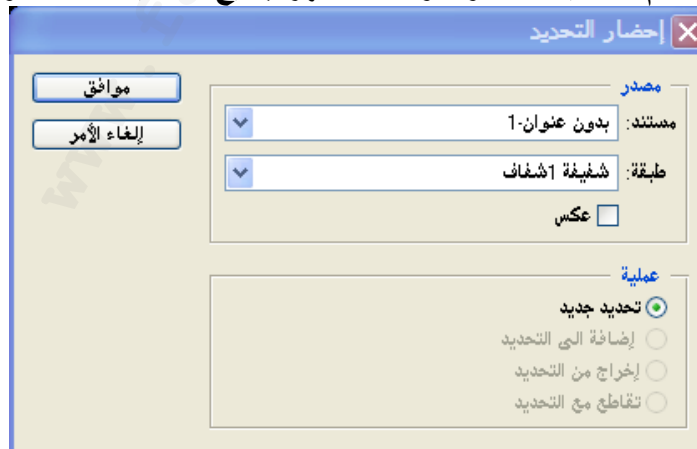 إحضار التحديد
مصدر
مستند: بدون عنوان-1
طبقة: شفيفة 1شفاف
عكس
موافق
إلغاء الأمر
عملية
تحديد جديد
إضافة الى التحديد
إخراج من التحديد
تقاطع مع التحديد